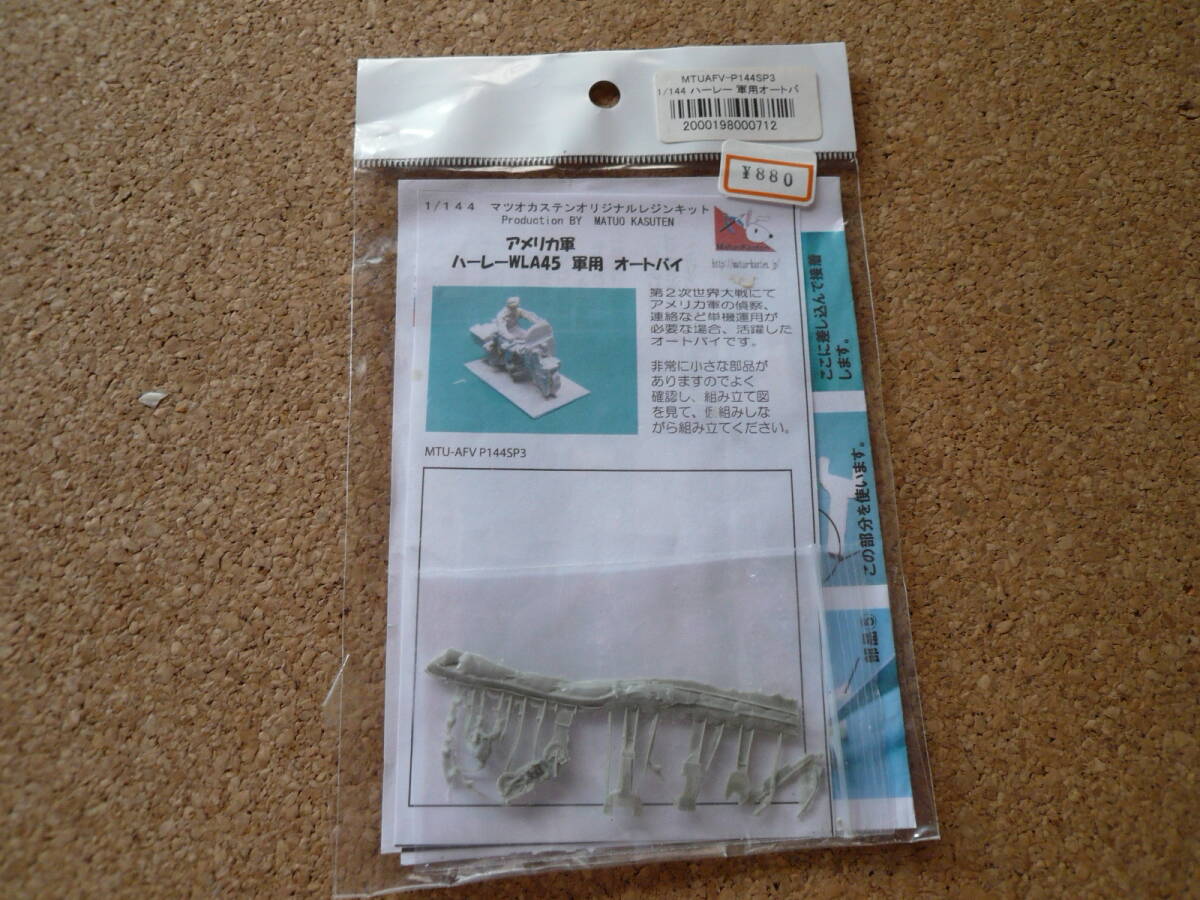 MTUAFV-P144SP3
1/144 ハーレー 軍用オートバ
2000198000712
¥880
1/144 マツオカステンオリジナルレジンキット
Production BY MATUO KASUTEN
アメリカ軍
ハーレーWLA45 軍用 オートバイ
第2次世界大戦にて
アメリカ軍の偵察、
連絡など単機運用が
必要な場合、活躍した
オートバイです。
非常に小さな部品が
ありますのでよく
確認し、組み立て図
を見て、仮組みしな
がら組み立てください。
MTU-AFV P144SP3
ここに差し込んで接着
します。
この部分を使います。
部品⑤